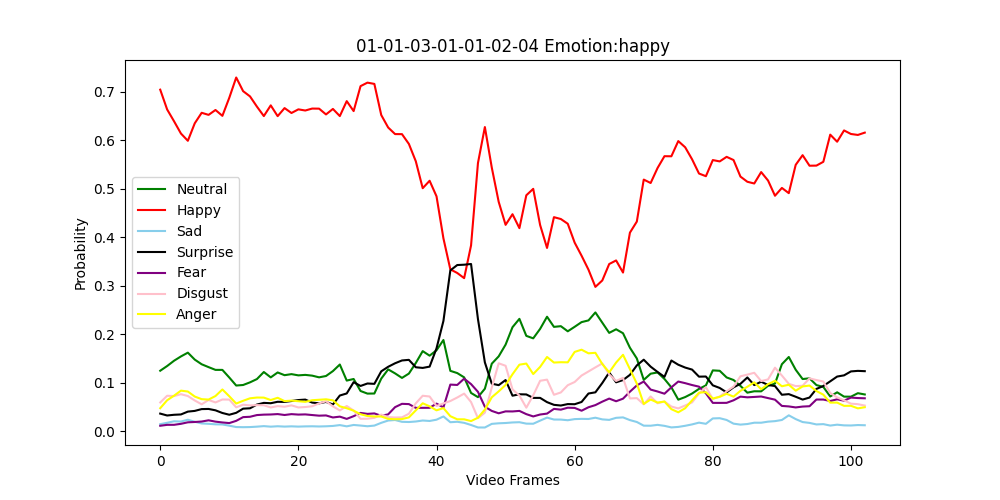 01-01-03-01-01-02-04 Emotion:happy
Probability
0.7
0.6
0.5
0.4
0.3
0.2
0.1
0.0
Neutral
Happy
Sad
Surprise
Fear
Disgust
Anger
0 20 40 60 80 100
Video Frames